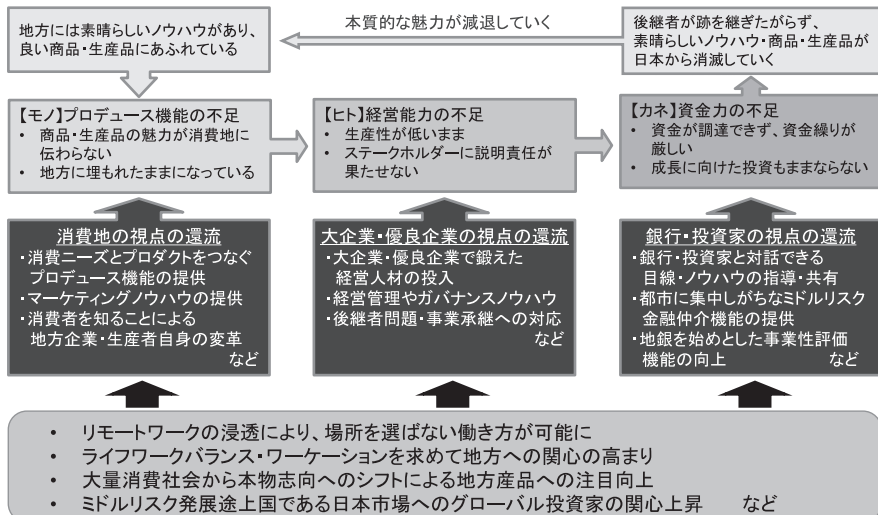 地方には素晴らしいノウハウがあり、
良い商品・生産品にあふれている
本質的な魅力が減退していく
後継者が跡を継ぎたがらず、
素晴らしいノウハウ・商品・生産品が
日本から消滅していく
【モノ】プロデュース機能の不足
• 商品・生産品の魅力が消費地に
伝わらない
• 地方に埋もれたままになっている
【ヒト】経営能力の不足
• 生産性が低いまま
• ステークホルダーに説明責任が
果たせない
【カネ】資金力の不足
• 資金が調達できず、資金繰りが
厳しい
• 成長に向けた投資もままならない
消費地の視点の還流
・消費ニーズとプロダクトをつなぐ
プロデュース機能の提供
・マーケティングノウハウの提供
・消費者を知ることによる
地方企業・生産者自身の変革
など
大企業・優良企業の視点の還流
・大企業・優良企業で鍛えた
経営人材の投入
・経営管理やガバナンスノウハウ
・後継者問題・事業承継への対応
など
銀行・投資家の視点の還流
・銀行・投資家と対話できる
目線・ノウハウの指導・共有
・都市に集中しがちなミドルリスク
金融仲介機能の提供
・地銀を始めとした事業性評価
機能の向上 など
• リモートワークの浸透により、場所を選ばない働き方が可能に
• ライフワークバランス・ワーケーションを求めて地方への関心の高まり
• 大量消費社会から本物志向へのシフトによる地方産品への注目向上
• ミドルリスク発展途上国である日本市場へのグローバル投資家の関心上昇 など